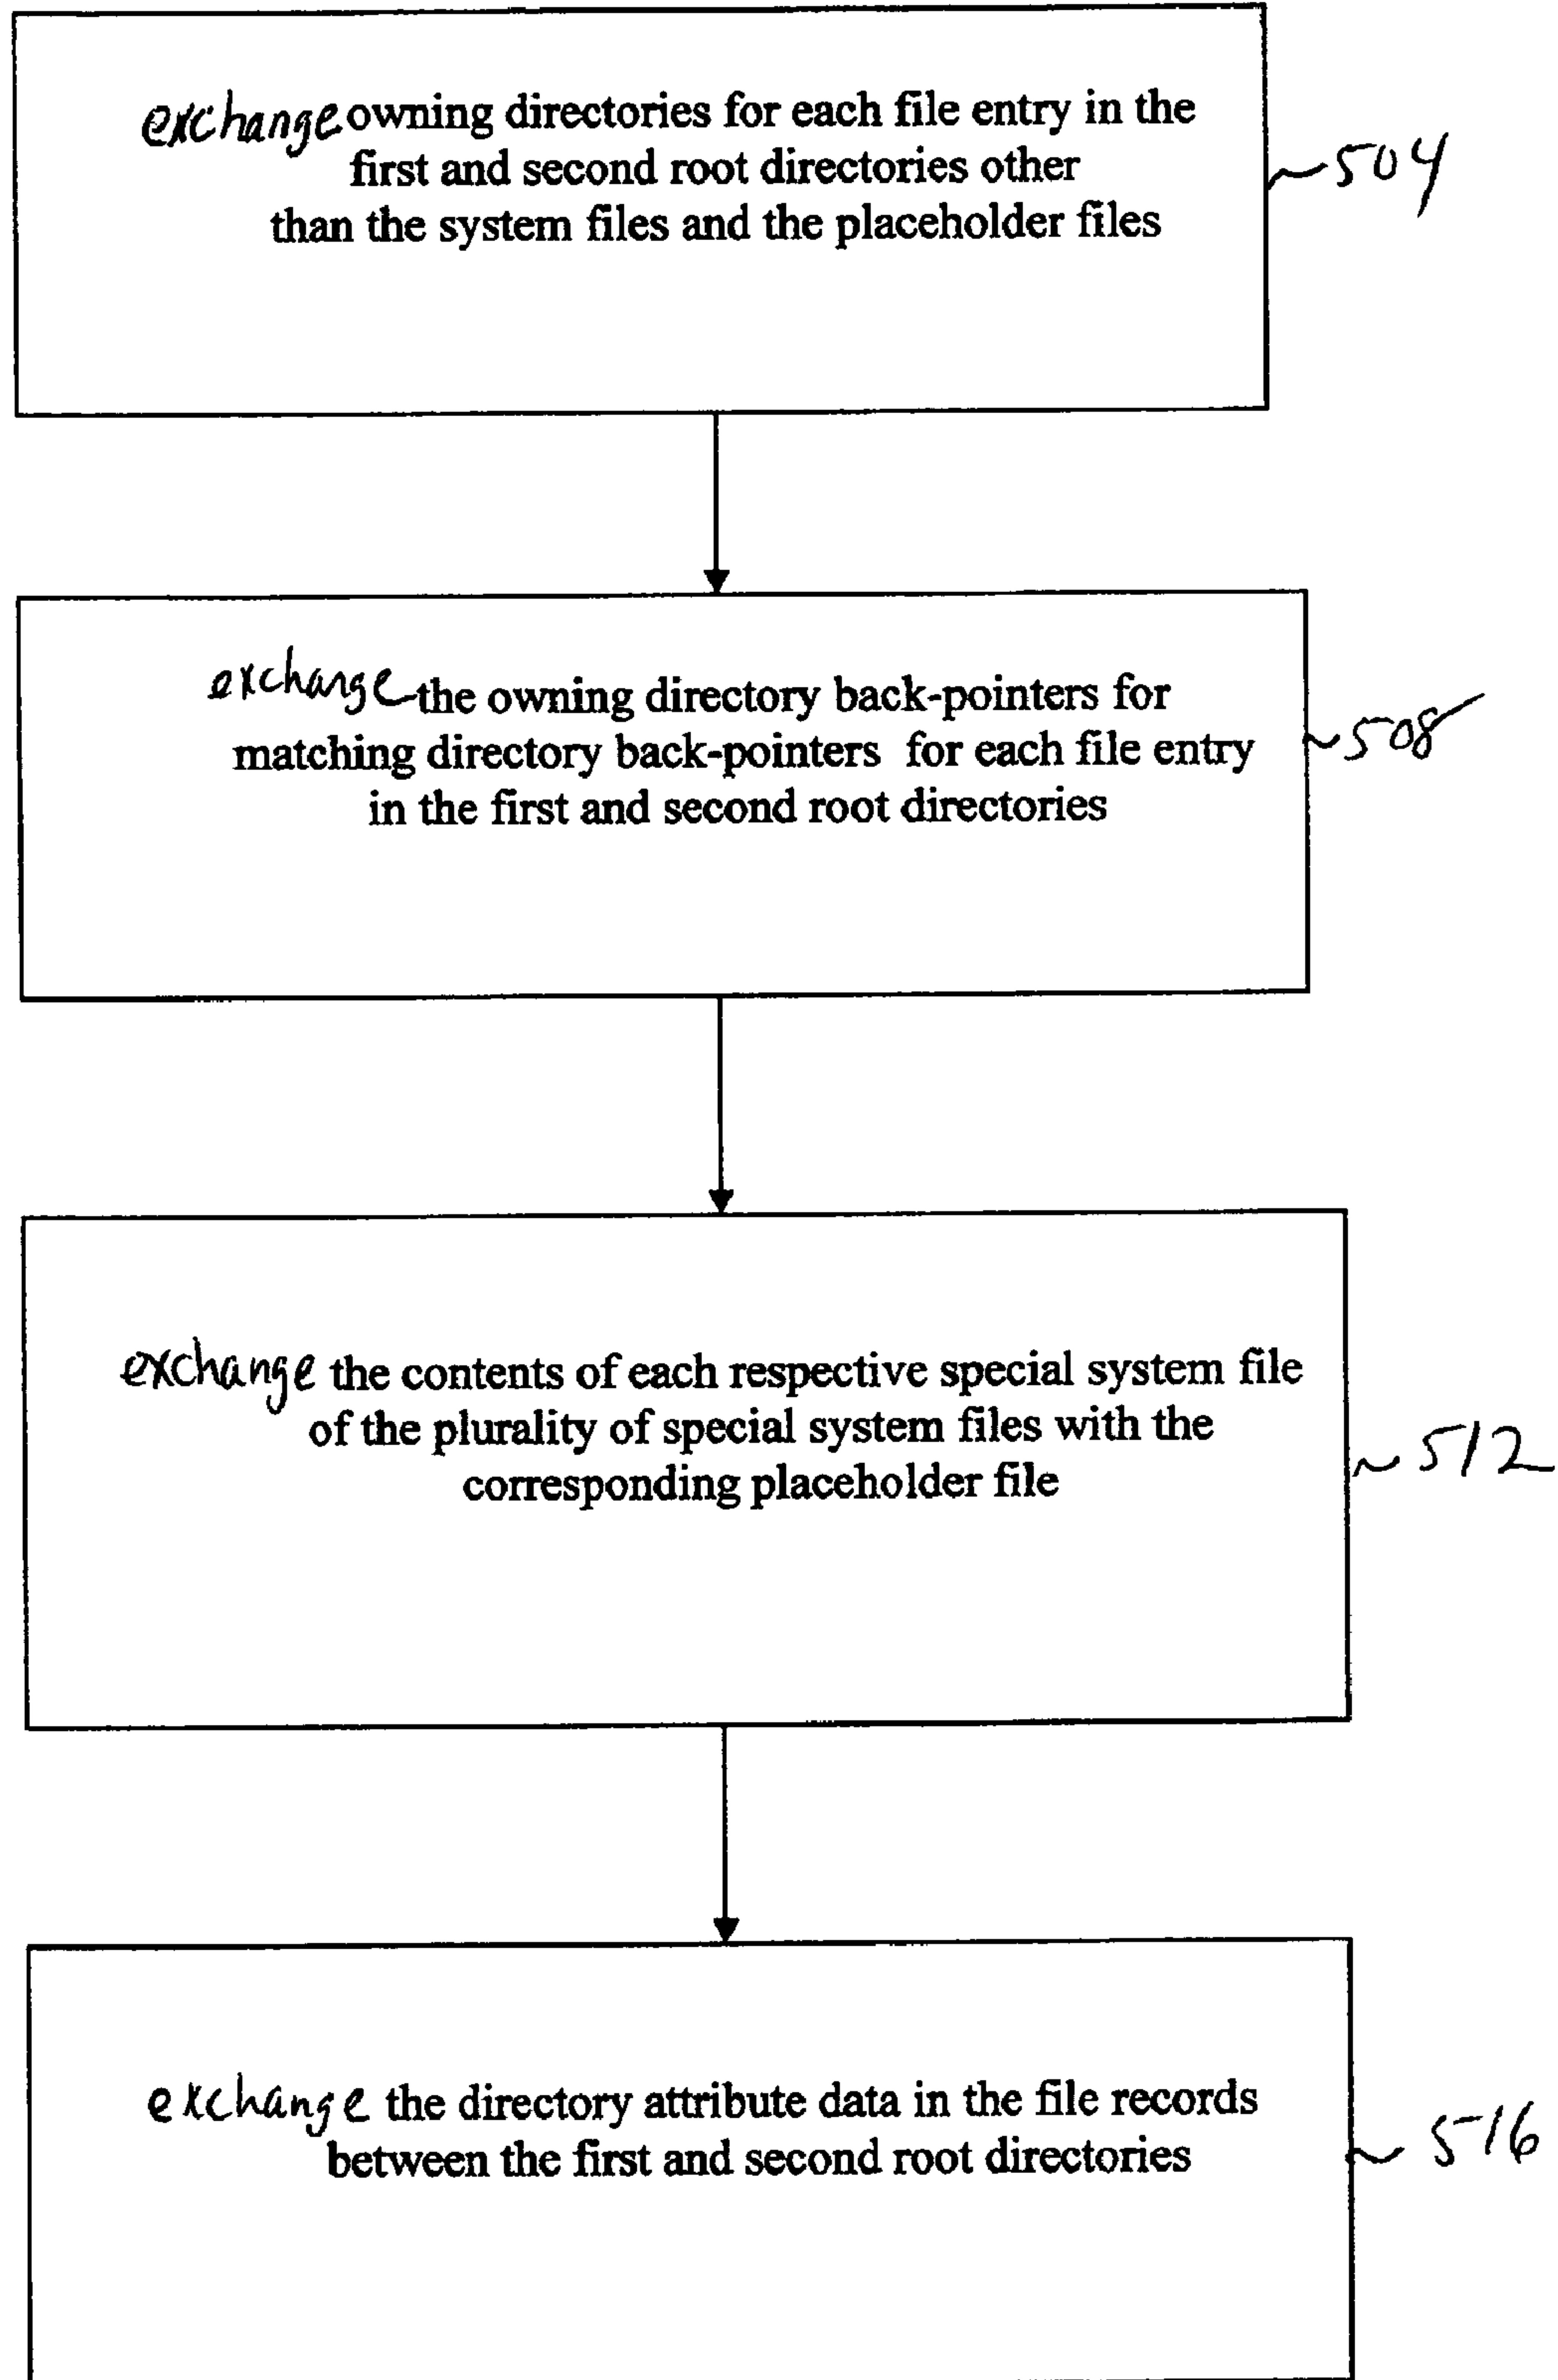 exchange owning directories for each file entry in the
first and second root directories other
than the system files and the placeholder files
~504
exchange the owning directory back-pointers for
matching directory back-pointers for each file entry
in the first and second root directories
~508
exchange the contents of each respective special system file
of the plurality of special system files with the
corresponding placeholder file
~512
exchange the directory attribute data in the file records
between the first and second root directories
~516